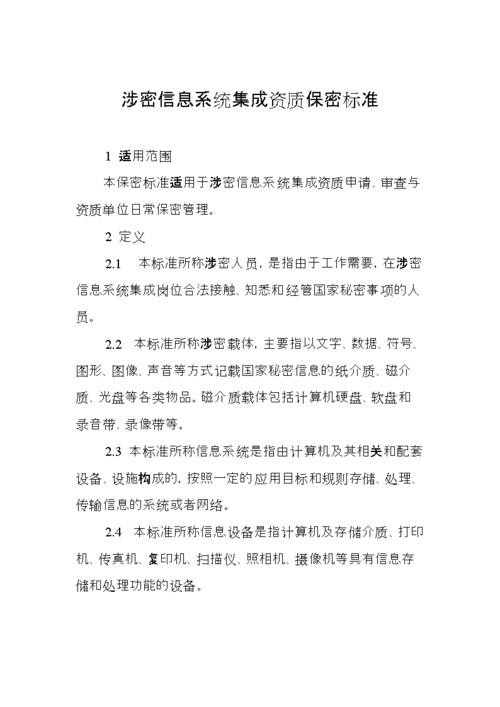 涉密信息系统集成资质保密标准
1 适用范围
本保密标准适用于涉密信息系统集成资质申请、审查与
资质单位日常保密管理。
2 定义
2.1 本标准所称涉密人员，是指由于工作需要，在涉密
信息系统集成岗位合法接触、知悉和经管国家秘密事项的人
员。
2.2 本标准所称涉密载体，主要指以文字、数据、符号、
图形、图像、声音等方式记载国家秘密信息的纸介质、磁介
质、光盘等各类物品。磁介质载体包括计算机硬盘、软盘和
录音带、录像带等。
2.3 本标准所称信息系统是指由计算机及其相关和配套
设备、设施构成的，按照一定的应用目标和规则存储、处理、
传输信息的系统或者网络。
2.4 本标准所称信息设备是指计算机及存储介质、打印
机、传真机、复印机、扫描仪、照相机、摄像机等具有信息存
储和处理功能的设备。